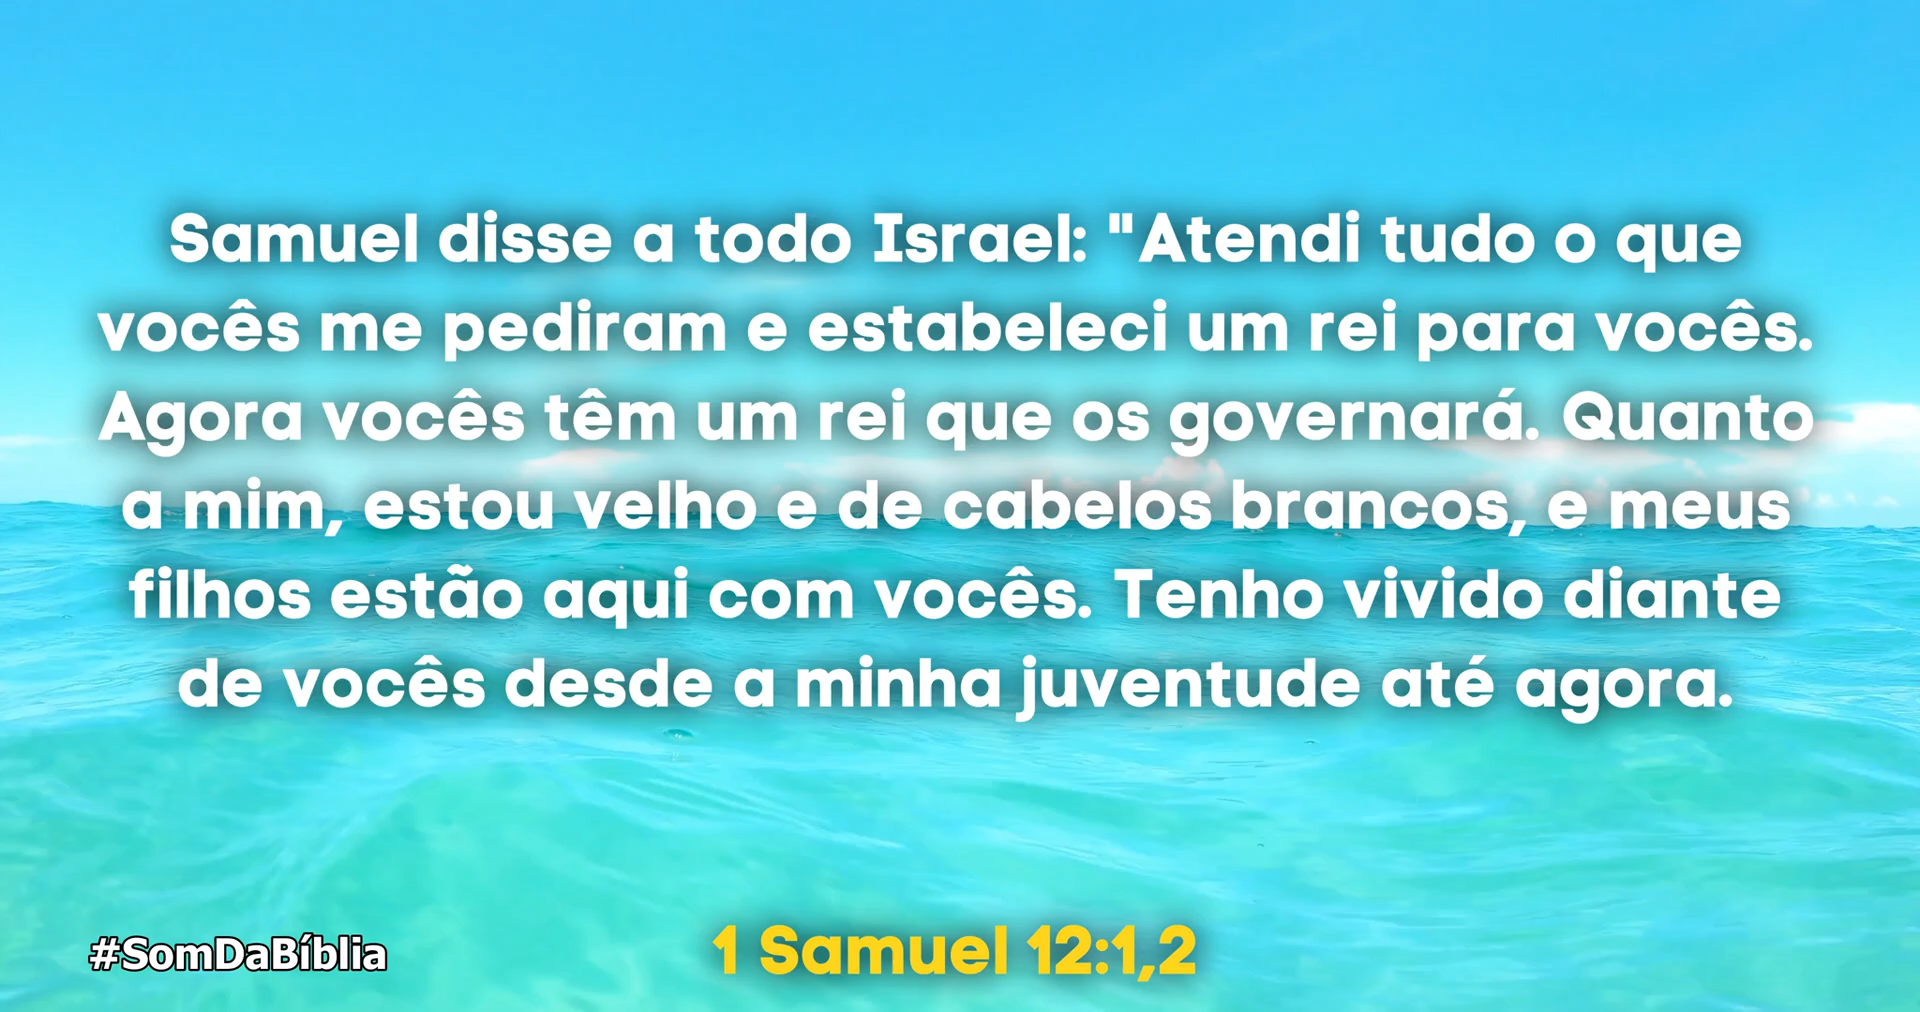 Samuel disse a todo Israel: "Atendi tudo o que
vocês me pediram e estabeleci um rei para vocês.
Agora vocês têm um rei que os governará. Quanto
a mim, estou velho e de cabelos brancos, e meus
filhos estão aqui com vocês. Tenho vivido diante
de vocês desde a minha juventude até agora.
#SomDaBíblia
1 Samuel 12:1,2